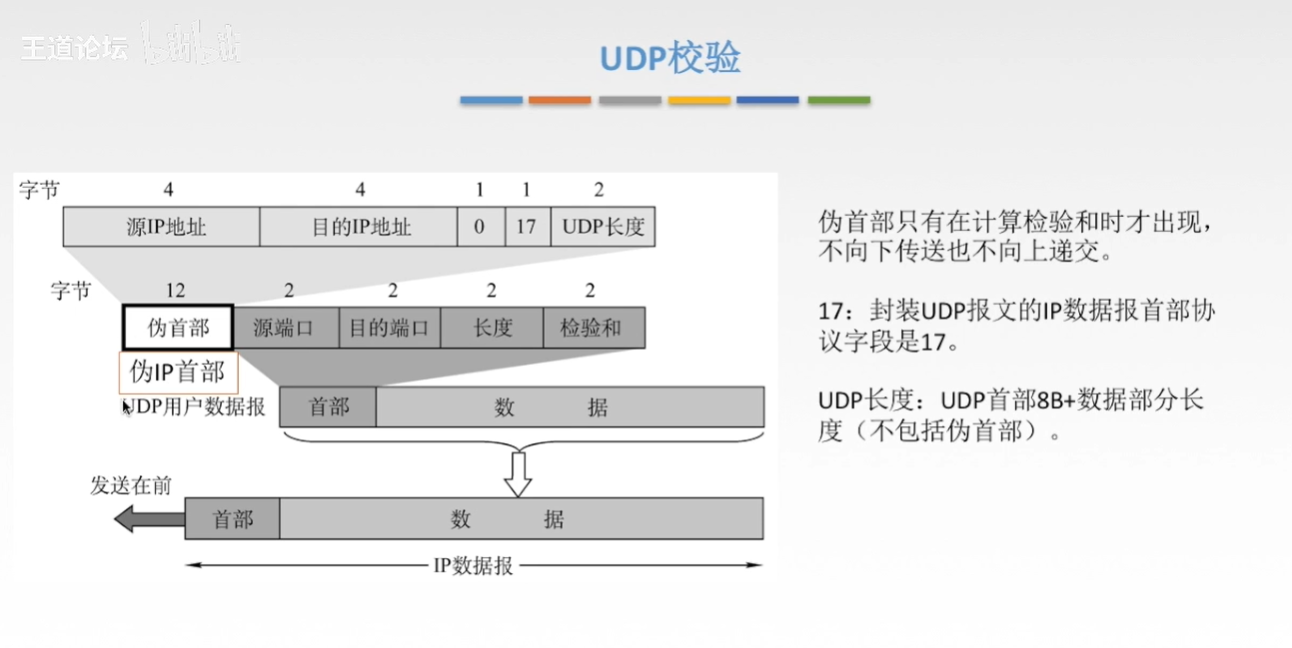 王道论坛 bilibili
UDP校验
字节 4 4 1 1 2
源IP地址 目的IP地址 0 17 UDP长度
字节 12 2 2 2 2
伪首部 源端口 目的端口 长度 检验和
伪IP首部
UDP用户数据报 首部 数 据
发送在前
首部 数 据
IP数据报
伪首部只有在计算检验和时才出现，
不向下传送也不向上递交。
17：封装UDP报文的IP数据报首部协
议字段是17。
UDP长度：UDP首部8B+数据部分长
度（不包括伪首部）。